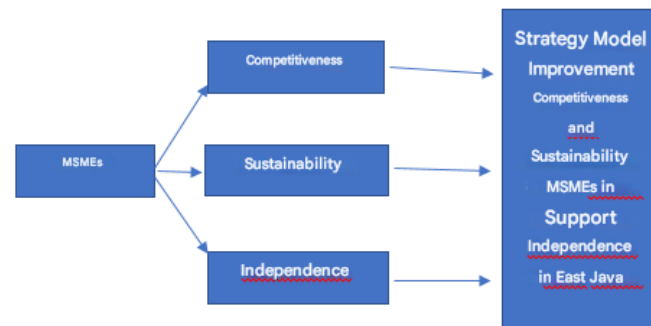 MSMEs
Competitiveness
Sustainability
Independence
Strategy Model
Improvement
Competitiveness
and
Sustainability
MSMEs in
Support
Independence
in East Java